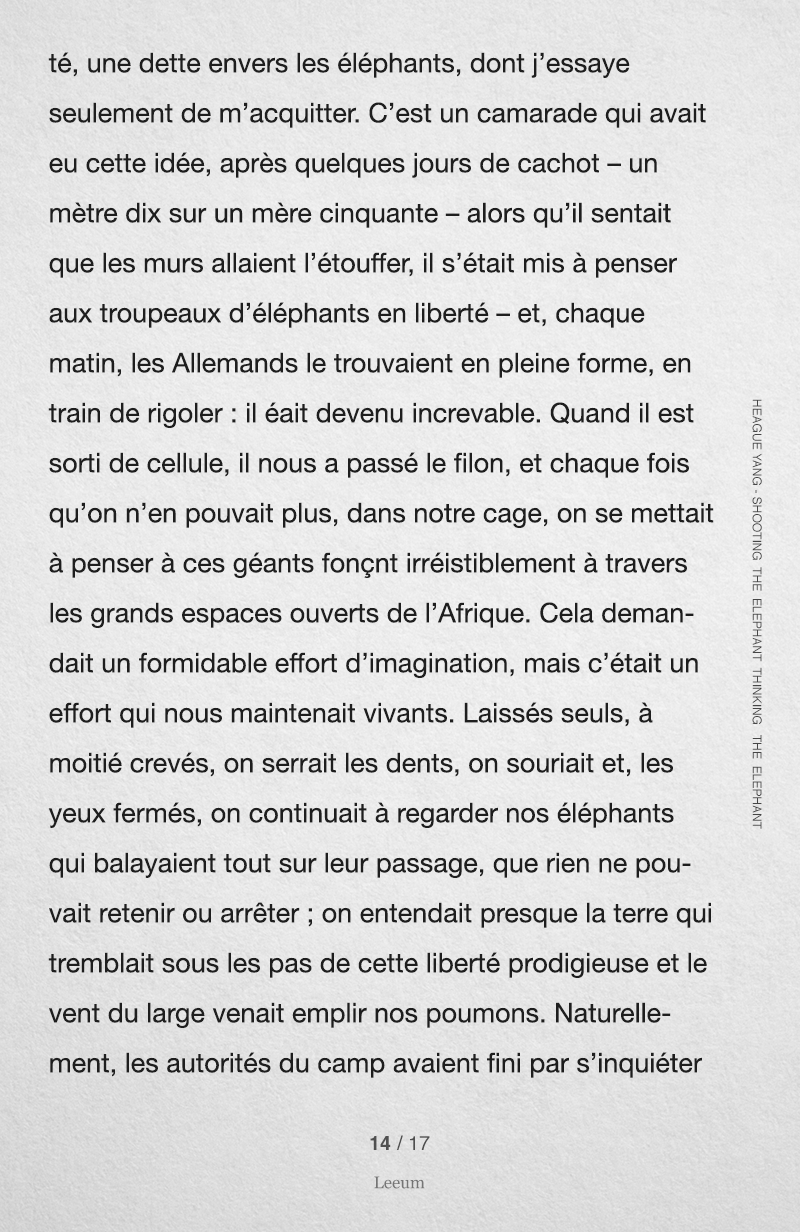 té, une dette envers les éléphants, dont j’essaye
seulement de m’acquitter. C’est un camarade qui avait
eu cette idée, après quelques jours de cachot – un
mètre dix sur un mère cinquante – alors qu’il sentait
que les murs allaient l’étouffer, il s’était mis à penser
aux troupeaux d’éléphants en liberté – et, chaque
matin, les Allemands le trouvaient en pleine forme, en
train de rigoler : il éait devenu increvable. Quand il est
sorti de cellule, il nous a passé le filon, et chaque fois
qu’on n’en pouvait plus, dans notre cage, on se mettait
à penser à ces géants fonçnt irréistiblement à travers
les grands espaces ouverts de l’Afrique. Cela deman-
dait un formidable effort d’imagination, mais c’était un
effort qui nous maintenait vivants. Laissés seuls, à
moitié crevés, on serrait les dents, on souriait et, les
yeux fermés, on continuait à regarder nos éléphants
qui balayaient tout sur leur passage, que rien ne pou-
vait retenir ou arrêter ; on entendait presque la terre qui
tremblait sous les pas de cette liberté prodigieuse et le
vent du large venait emplir nos poumons. Naturelle-
ment, les autorités du camp avaient fini par s’inquiéter
HEAGUE YANG - SHOOTING THE ELEPHANT THINKING THE ELEPHANT
14 / 17
Leeum